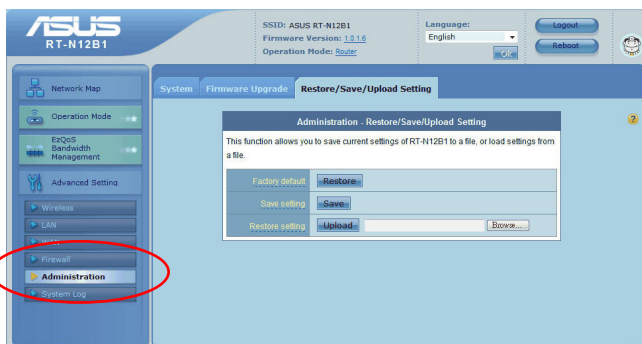 ASUS
RT-N12B1
SSID: ASUS RT-N12B1
Firmware Version: 1.0.1.6
Operation Mode: Router
Language:
English
OK
Logout
Reboot
Network Map
Operation Mode
EzQoS
Bandwidth
Management
Advanced Setting
Wireless
LAN
WAN
Firewall
Administration
System Log
System
Firmware Upgrade
Restore/Save/Upload Setting
Administration - Restore/Save/Upload Setting
This function allows you to save current settings of RT-N12B1 to a file, or load settings from
a file.
Factory default
Restore
Save setting
Save
Restore setting
Upload
Browse...
?